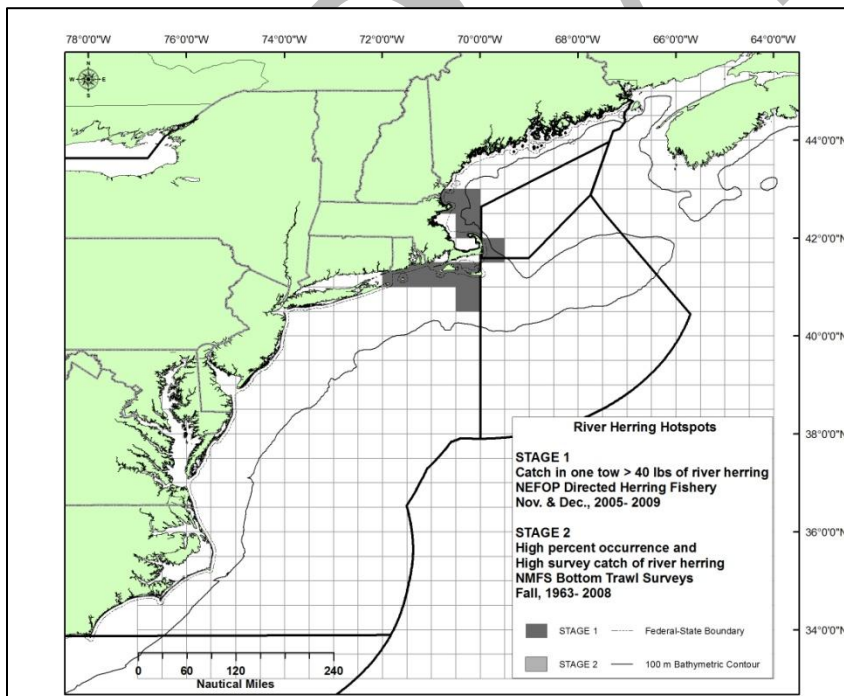 78°0'0"W 76°0'0"W 74°0'0"W 72°0'0"W 70°0'0"W 68°0'0"W 66°0'0"W 64°0'0"W
N
W E
S
44°0'0"N
42°0'0"N
40°0'0"N
38°0'0"N
36°0'0"N
34°0'0"N
River Herring Hotspots
STAGE 1
Catch in one tow > 40 lbs of river herring
NEFOP Directed Herring Fishery
Nov. & Dec., 2005- 2009
STAGE 2
High percent occurrence and
High survey catch of river herring
NMFS Bottom Trawl Surveys
Fall, 1963- 2008
STAGE 1 Federal-State Boundary
STAGE 2 100 m Bathymetric Contour
0 60 120 180 240
Nautical Miles